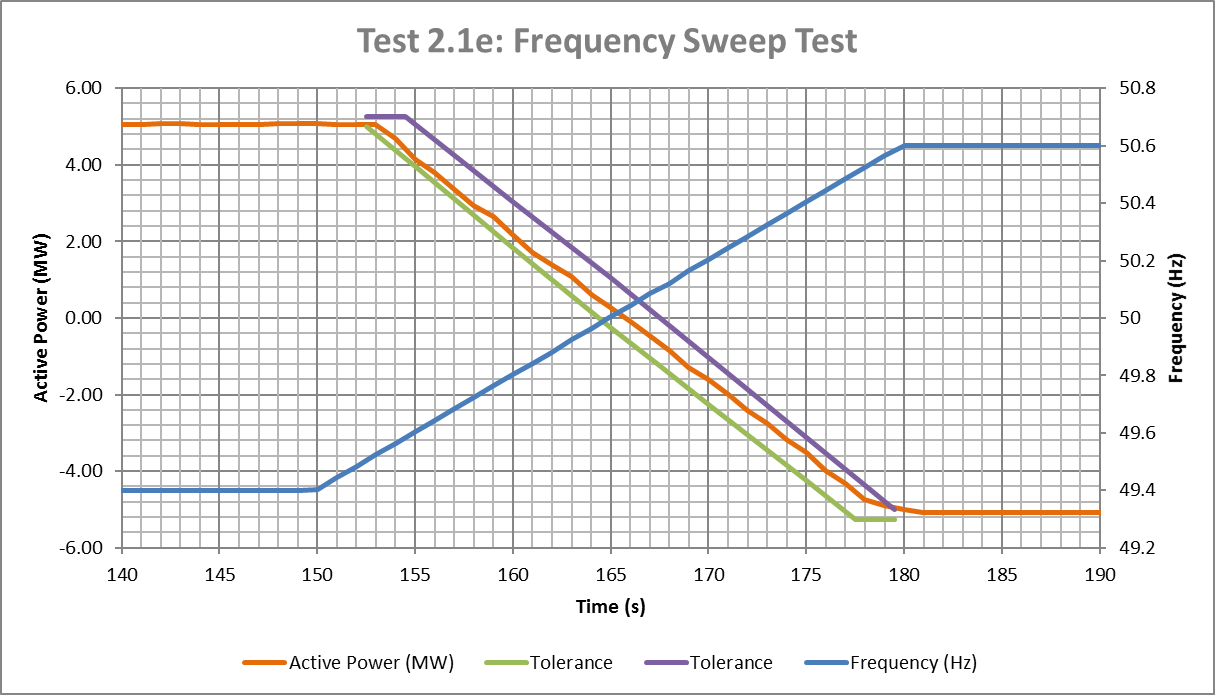 Test 2.1e: Frequency Sweep Test
6.00
4.00
2.00
0.00
-2.00
-4.00
-6.00
Active Power (MW)
50.8
50.6
50.4
50.2
50
49.8
49.6
49.4
49.2
Frequency (Hz)
140 145 150 155 160 165 170 175 180 185 190
Time (s)
Active Power (MW) Tolerance Tolerance Frequency (Hz)